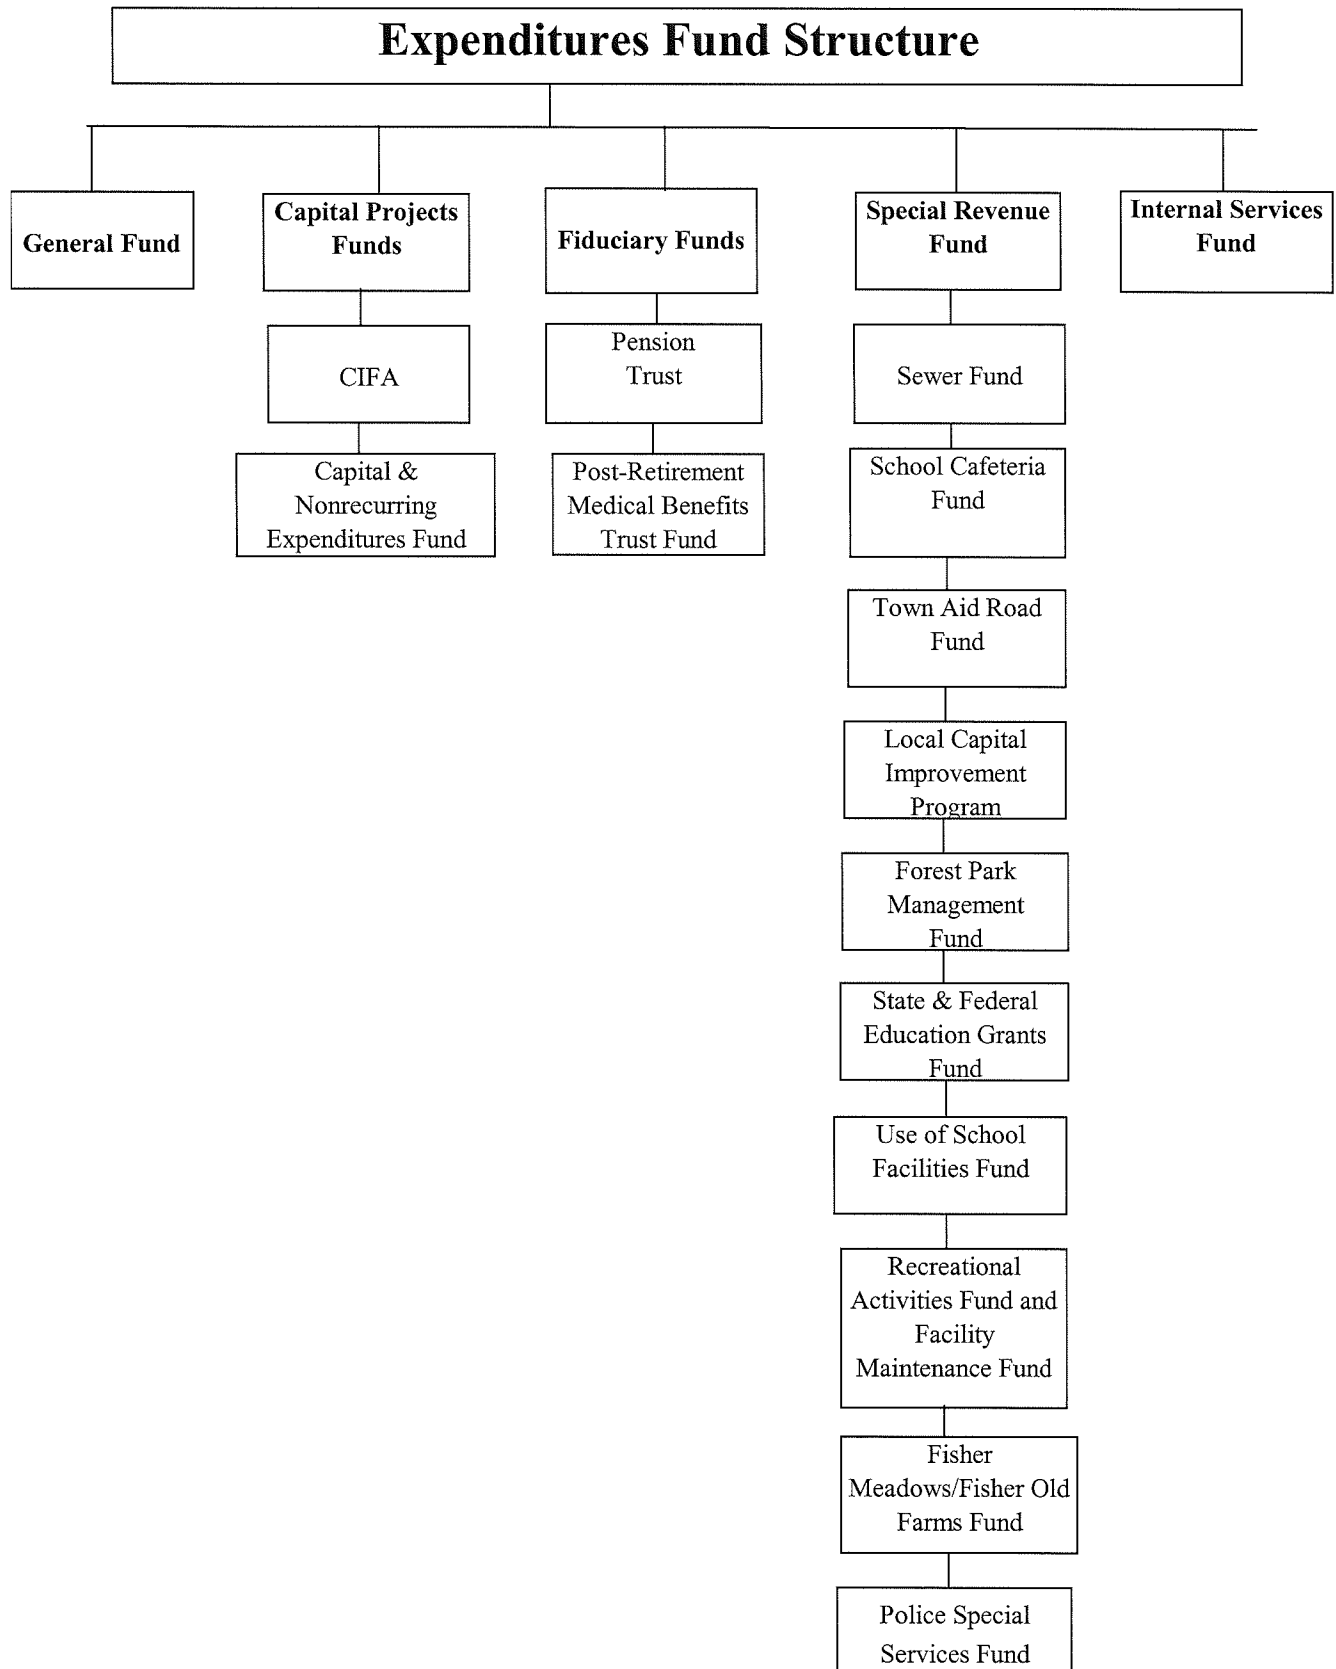 Expenditures Fund Structure
General Fund
Capital Projects
Funds
Fiduciary Funds
Special Revenue
Fund
Internal Services
Fund
CIFA
Capital &
Nonrecurring
Expenditures Fund
Pension
Trust
Post-Retirement
Medical Benefits
Trust Fund
Sewer Fund
School Cafeteria
Fund
Town Aid Road
Fund
Local Capital
Improvement
Program
Forest Park
Management
Fund
State & Federal
Education Grants
Fund
Use of School
Facilities Fund
Recreational
Activities Fund and
Facility
Maintenance Fund
Fisher
Meadows/Fisher Old
Farms Fund
Police Special
Services Fund